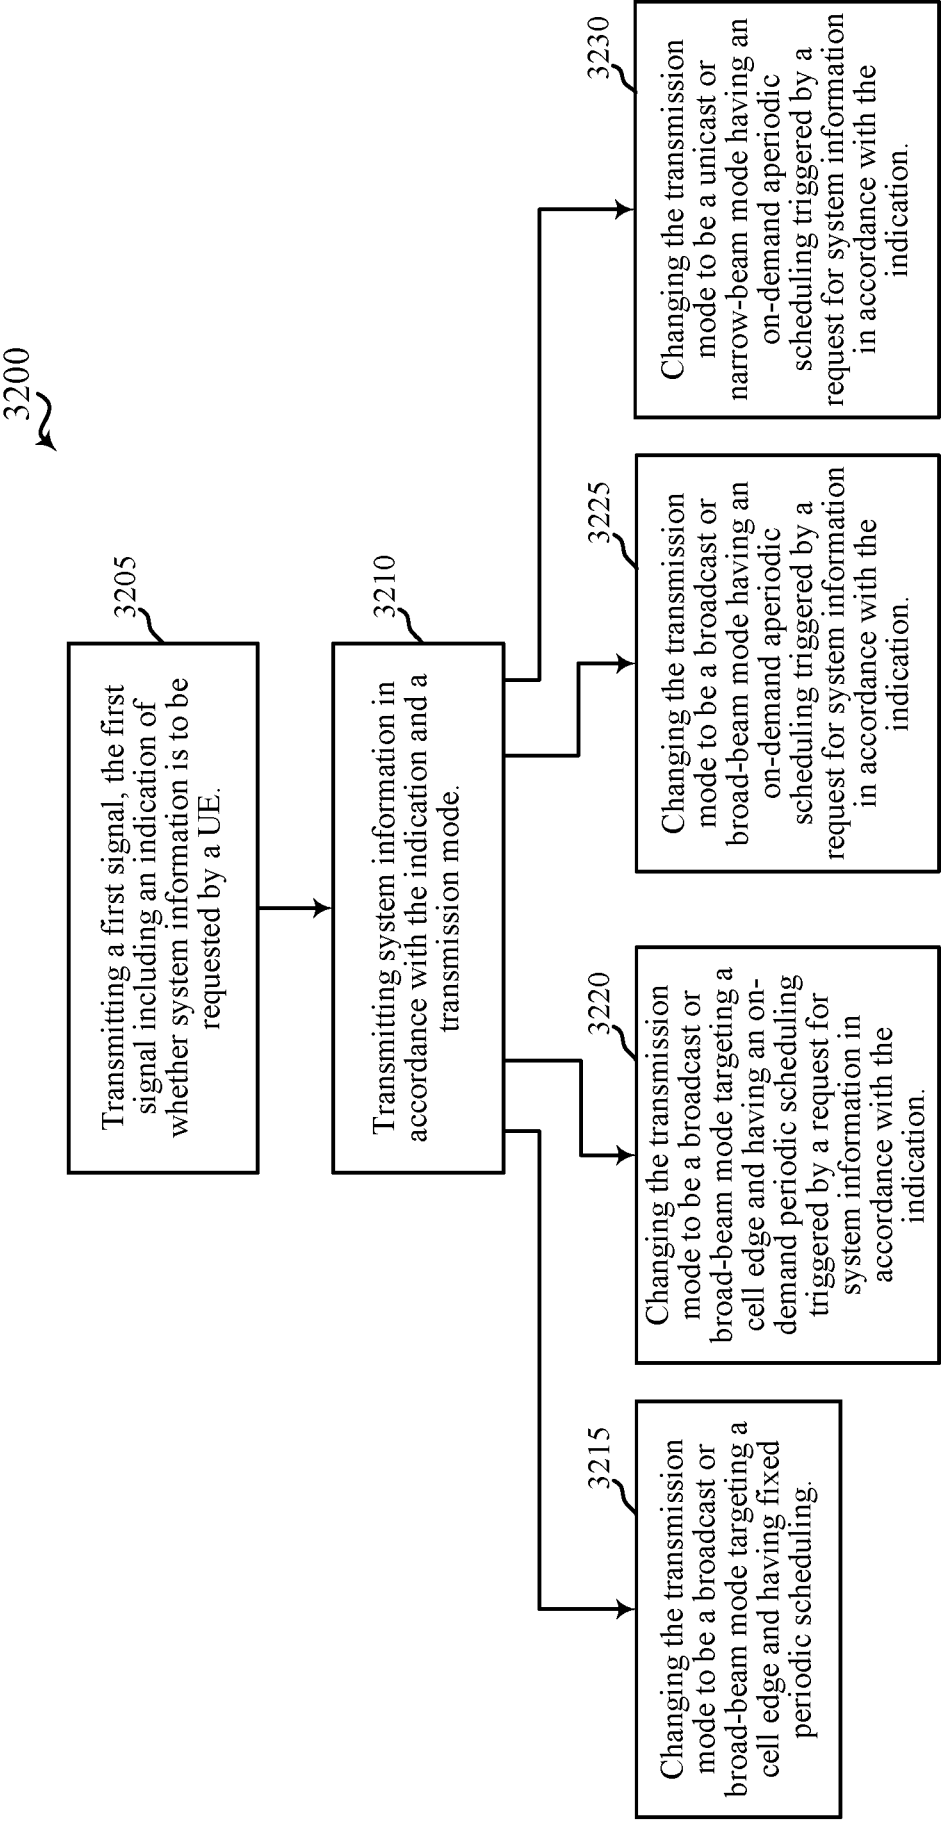 3200
3205
Transmitting a first signal, the first
signal including an indication of
whether system information is to be
requested by a UE.
3210
Transmitting system information in
accordance with the indication and a
transmission mode.
3215
Changing the transmission
mode to be a broadcast or
broad-beam mode targeting a
cell edge and having fixed
periodic scheduling.
3220
Changing the transmission
mode to be a broadcast or
broad-beam mode targeting a
cell edge and having an on-
demand periodic scheduling
triggered by a request for
system information in
accordance with the
indication.
3225
Changing the transmission
mode to be a broadcast or
broad-beam mode having an
on-demand aperiodic
scheduling triggered by a
request for system information
in accordance with the
indication.
3230
Changing the transmission
mode to be a unicast or
narrow-beam mode having an
on-demand aperiodic
scheduling triggered by a
request for system information
in accordance with the
indication.